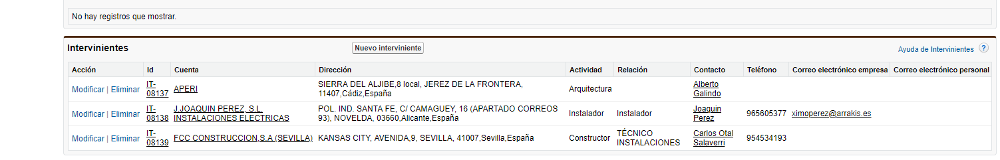 No hay registros que mostrar.
Intervinientes
Nuevo interviniente
Ayuda de Intervinientes ?
Acción Id Cuenta Dirección Actividad Relación Contacto Teléfono Correo electrónico empresa Correo electrónico personal
Modificar | Eliminar IT-08137 APERI SIERRA DEL ALJIBE,8 local, JEREZ DE LA FRONTERA, 11407,Cádiz,España Arquitectura Alberto Galindo
Modificar | Eliminar IT-08138 J.JOAQUIN PEREZ, S.L. INSTALACIONES ELECTRICAS POL. IND. SANTA FE, C/ CAMAGUEY, 16 (APARTADO CORREOS 93), NOVELDA, 03660,Alicante,España Instalador Instalador Joaquin Perez 965605377 ximoperez@arrakis.es
Modificar | Eliminar IT-08139 FCC CONSTRUCCION,S.A (SEVILLA) KANSAS CITY, AVENIDA,9, SEVILLA, 41007,Sevilla,España Constructor TÉCNICO INSTALACIONES Carlos Otal Salaverri 954534193